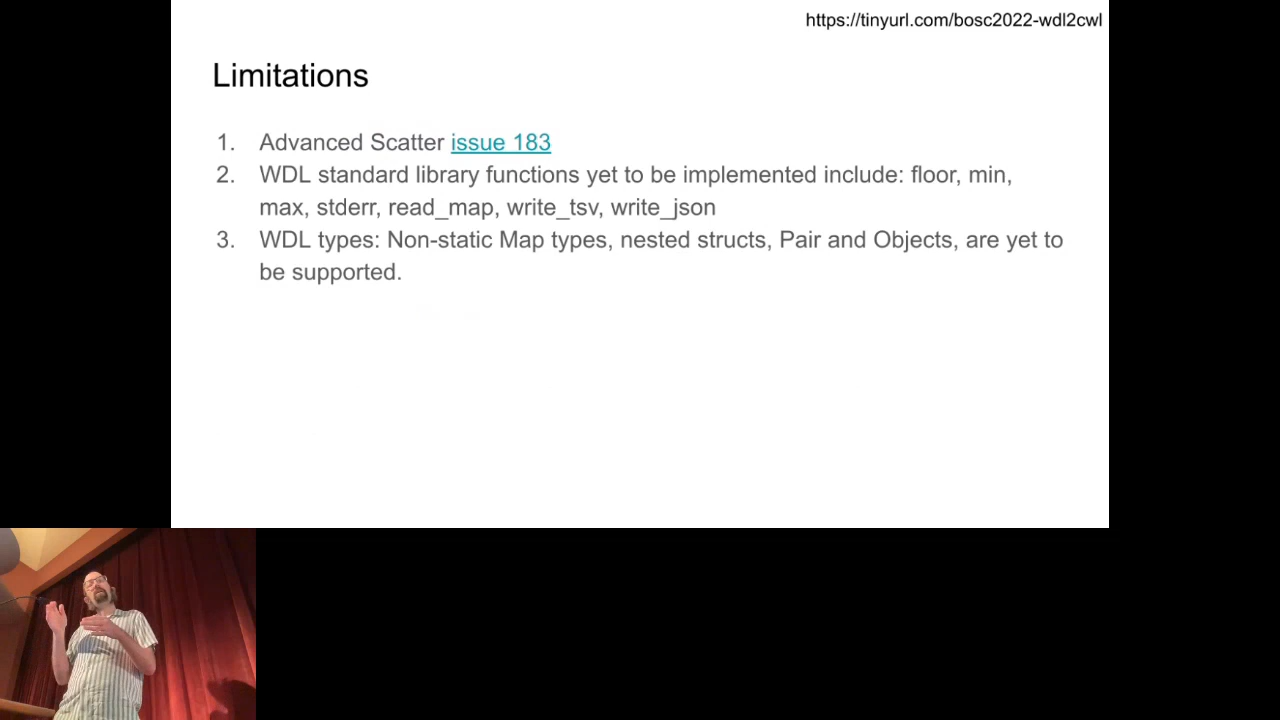 https://tinyurl.com/bosc2022-wdl2cwl
Limitations
1. Advanced Scatter issue 183
2. WDL standard library functions yet to be implemented include: floor, min,
max, stderr, read_map, write_tsv, write_json
3. WDL types: Non-static Map types, nested structs, Pair and Objects, are yet to
be supported.